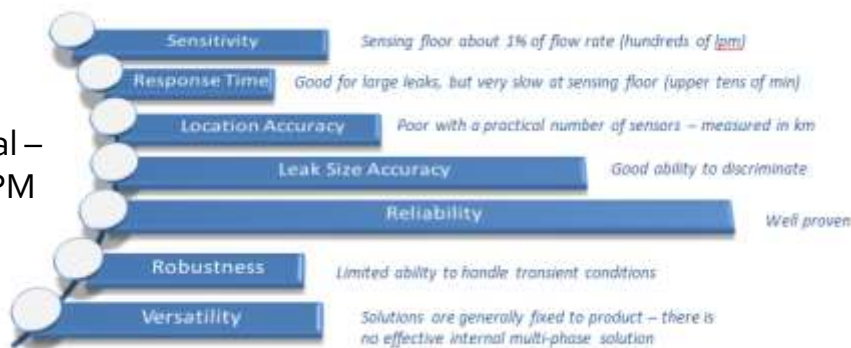 Sensitivity Sensing floor about 1% of flow rate (hundreds of lpm)
Response Time Good for large leaks, but very slow at sensing floor (upper tens of min)
Location Accuracy Poor with a practical number of sensors – measured in km
al –
Leak Size Accuracy Good ability to discriminate
PM
Reliability Well proven
Robustness Limited ability to handle transient conditions
Versatility Solutions are generally fixed to product – there is
no effective internal multi-phase solution